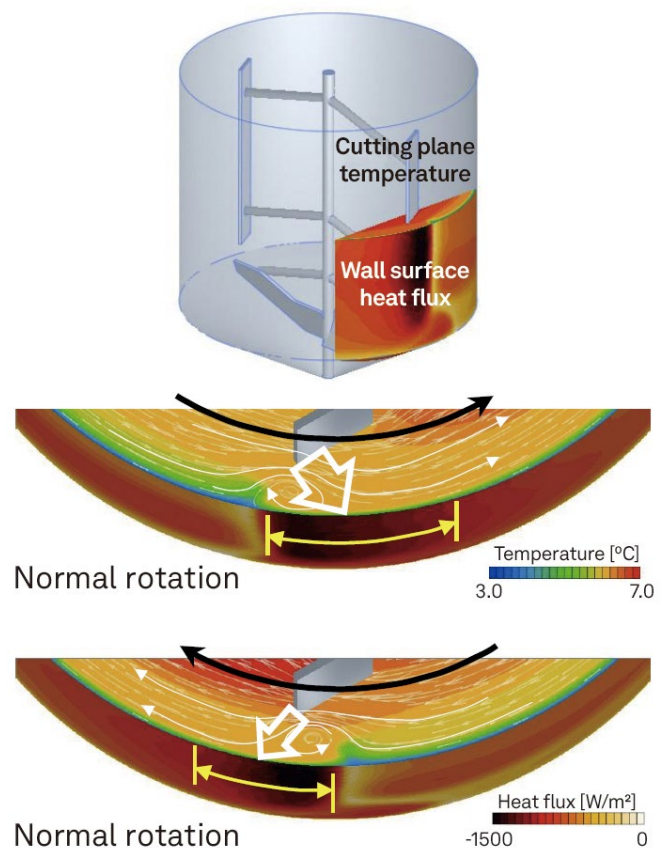 Cutting plane
temperature
Wall surface
heat flux
Normal rotation
Temperature [ºC]
3.0 7.0
Normal rotation
Heat flux [W/m²]
-1500 0